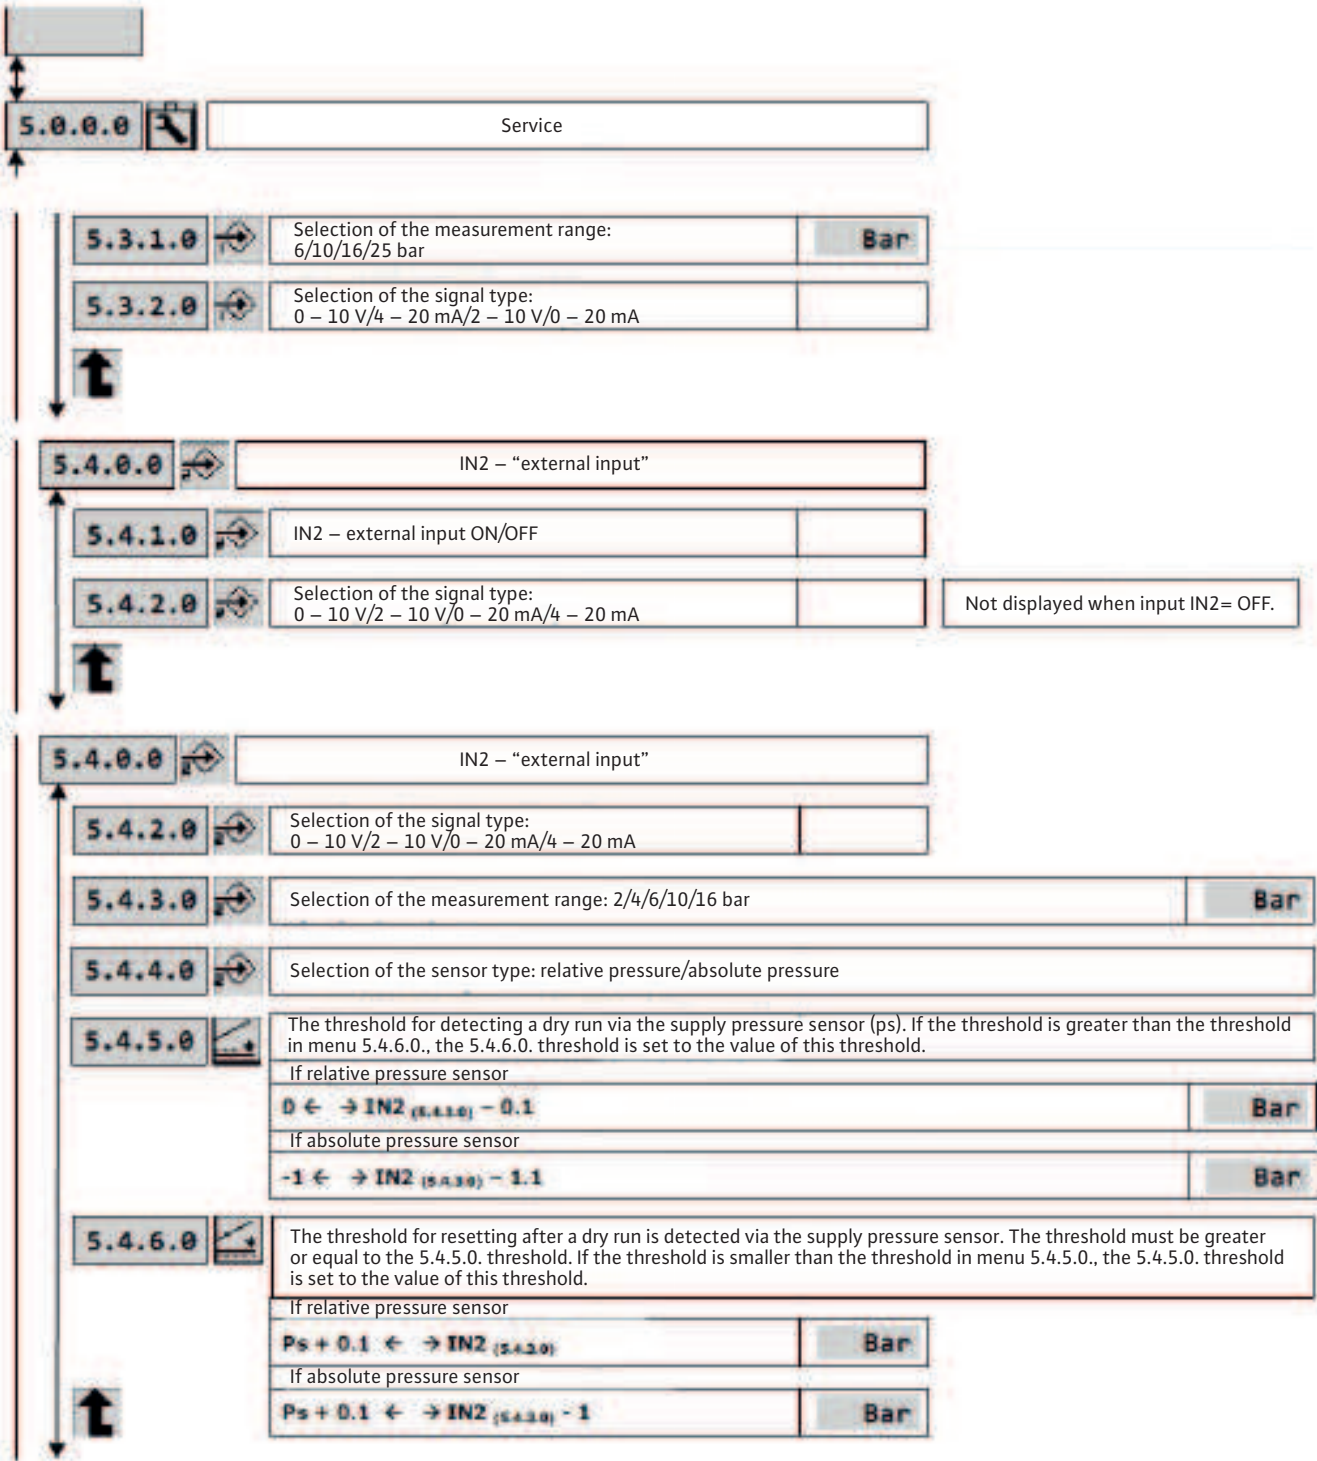 5.0.0.0
Service
5.3.1.0
Selection of the measurement range:
6/10/16/25 bar
Bar
5.3.2.0
Selection of the signal type:
0 – 10 V/4 – 20 mA/2 – 10 V/0 – 20 mA
5.4.0.0
IN2 – “external input”
5.4.1.0
IN2 – external input ON/OFF
5.4.2.0
Selection of the signal type:
0 – 10 V/2 – 10 V/0 – 20 mA/4 – 20 mA
Not displayed when input IN2= OFF.
5.4.0.0
IN2 – “external input”
5.4.2.0
Selection of the signal type:
0 – 10 V/2 – 10 V/0 – 20 mA/4 – 20 mA
5.4.3.0
Selection of the measurement range: 2/4/6/10/16 bar
Bar
5.4.4.0
Selection of the sensor type: relative pressure/absolute pressure
5.4.5.0
The threshold for detecting a dry run via the supply pressure sensor (ps). If the threshold is greater than the threshold
in menu 5.4.6.0., the 5.4.6.0. threshold is set to the value of this threshold.
If relative pressure sensor
0 ← → IN2 (5.4.3.0) – 0.1
Bar
If absolute pressure sensor
-1 ← → IN2 (5.4.3.0) – 1.1
Bar
5.4.6.0
The threshold for resetting after a dry run is detected via the supply pressure sensor. The threshold must be greater
or equal to the 5.4.5.0. threshold. If the threshold is smaller than the threshold in menu 5.4.5.0., the 5.4.5.0. threshold
is set to the value of this threshold.
If relative pressure sensor
Ps + 0.1 ← → IN2 (5.4.3.0)
Bar
If absolute pressure sensor
Ps + 0.1 ← → IN2 (5.4.3.0) - 1
Bar